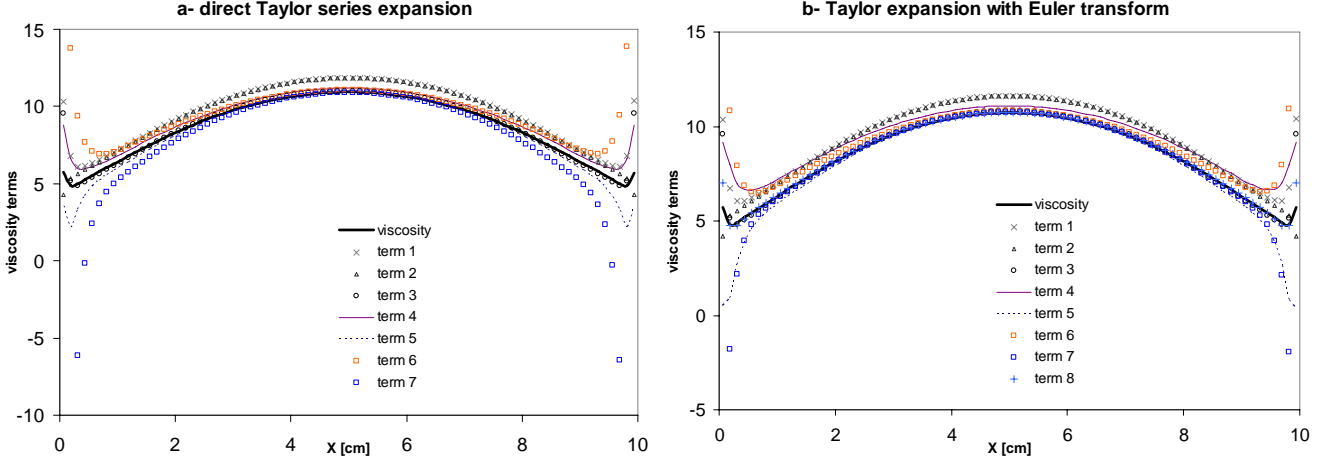 a- direct Taylor series expansion
15
10
5
0
-5
-10
viscosity terms
viscosity
term 1
term 2
term 3
term 4
term 5
term 6
term 7
0
2
4
6
8
10
X [cm]
b- Taylor expansion with Euler transform
15
10
5
0
-5
viscosity terms
viscosity
term 1
term 2
term 3
term 4
term 5
term 6
term 7
term 8
0
2
4
6
8
10
X [cm]